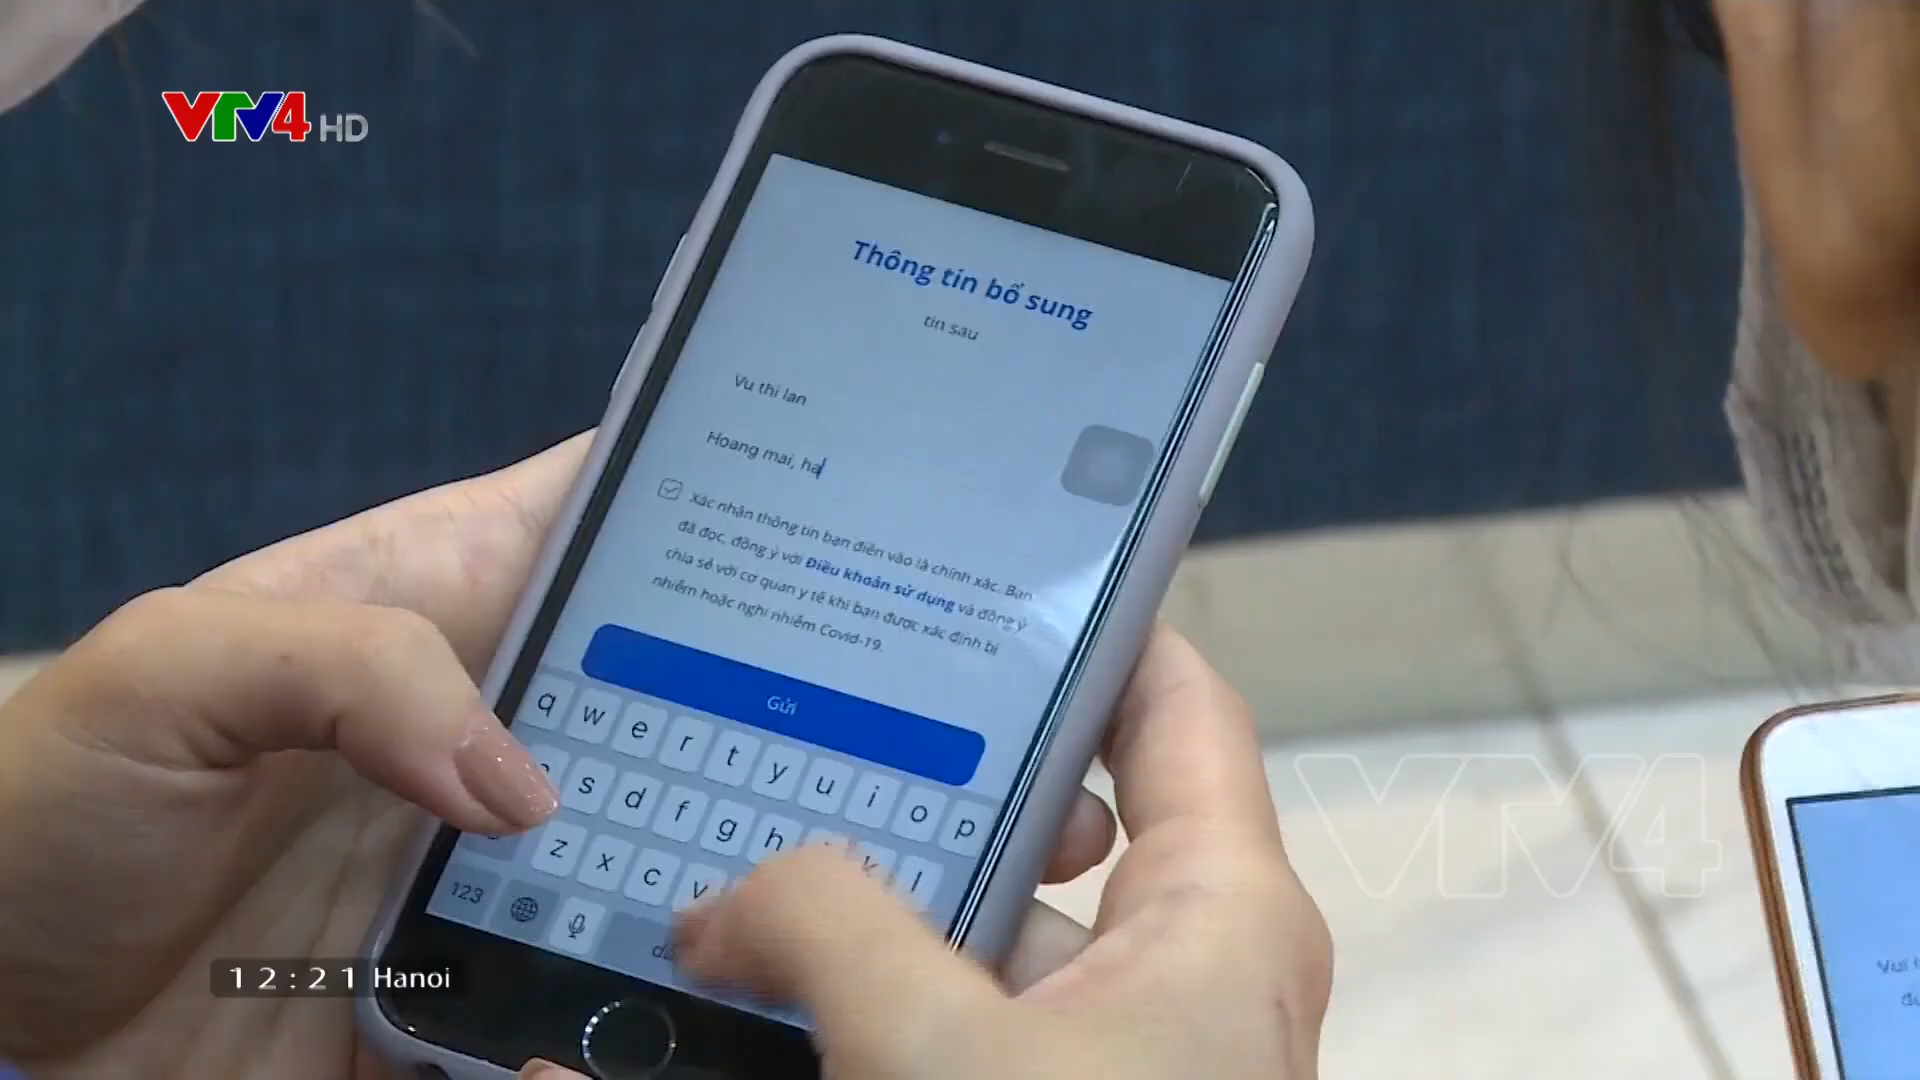 VTV4 HD
Thông tin bổ sung
tin sau
Vu thi lan
Hoang mai, ha
Xác nhận thông tin bạn điền vào là chính xác. Bạn
đã đọc, đồng ý với Điều khoản sử dụng và đồng ý
chia sẻ với cơ quan y tế khi bạn được xác định bị
nhiễm hoặc nghi nhiễm Covid-19.
Gửi
q w e r t y u i o p
s d f g h k l
z x c v
123
VTV4
12:21 Hanoi